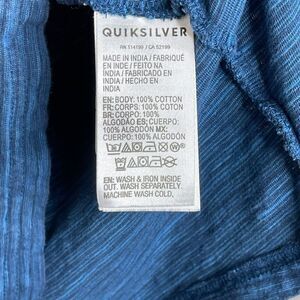 QUIKSILVER
RN 114199 / CA 52199
MADE IN INDIA / FABRIQUÉ
EN INDE / FEITO NA
INDIA / FABRICADO EN
INDIA / HECHO EN
INDIA
EN: BODY: 100% COTTON
FR: CORPS: 100% COTON
BR: CORPO: 100%
ALGODÃO ES: CUERPO:
100% ALGODÓN MX:
CUERPO: 100% ALGODÓN
EN: WASH & IRON INSIDE
OUT. WASH SEPARATELY.
MACHINE WASH COLD,